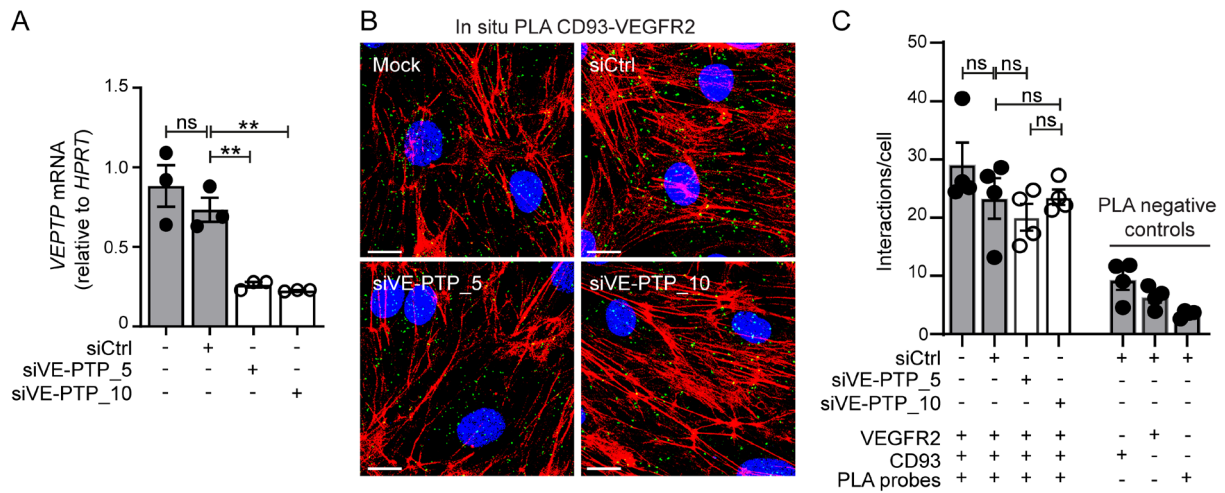 A
VEPTP mRNA
(relative to HPRT)
1.5
1.0
0.5
0
ns
**
**
siCtrl - + - -
siVE-PTP_5 - - + -
siVE-PTP_10 - - - +
B
In situ PLA CD93-VEGFR2
Mock
siCtrl
siVE-PTP_5
siVE-PTP_10
C
Interactions/cell
50
40
30
20
10
0
ns
ns
ns
ns
PLA negative
controls
siCtrl - + - - + + +
siVE-PTP_5 - - + - - - -
siVE-PTP_10 - - - + - - -
VEGFR2 + + + + - + -
CD93 + + + + + - -
PLA probes + + + + - - +